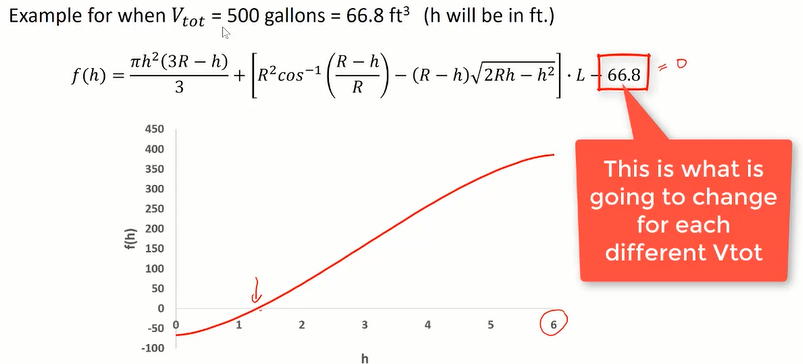 Example for when V_tot = 500 gallons = 66.8 ft³ (h will be in ft.)
f(h) = πh²(3R − h)/3 + [R²cos⁻¹((R − h)/R) − (R − h)√(2Rh − h²)] · L − 66.8 = 0
This is what is
going to change
for each
different Vtot
450
400
350
300
250
200
150
100
50
0
-50
-100
f(h)
0 1 2 3 4 5 6
h